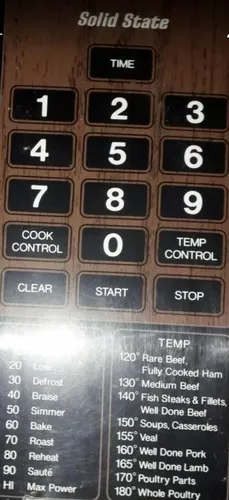 Solid State
TIME
1 2 3
4 5 6
7 8 9
COOK CONTROL
0
TEMP CONTROL
CLEAR START STOP
20 Low
30 Defrost
40 Braise
50 Simmer
60 Bake
70 Roast
80 Reheat
90 Sauté
HI Max Power
TEMP
120° Rare Beef,
Fully Cooked Ham
130° Medium Beef
140° Fish Steaks & Fillets,
Well Done Beef
150° Soups, Casseroles
155° Veal
160° Well Done Pork
165° Well Done Lamb
170° Poultry Parts
180° Whole Poultry